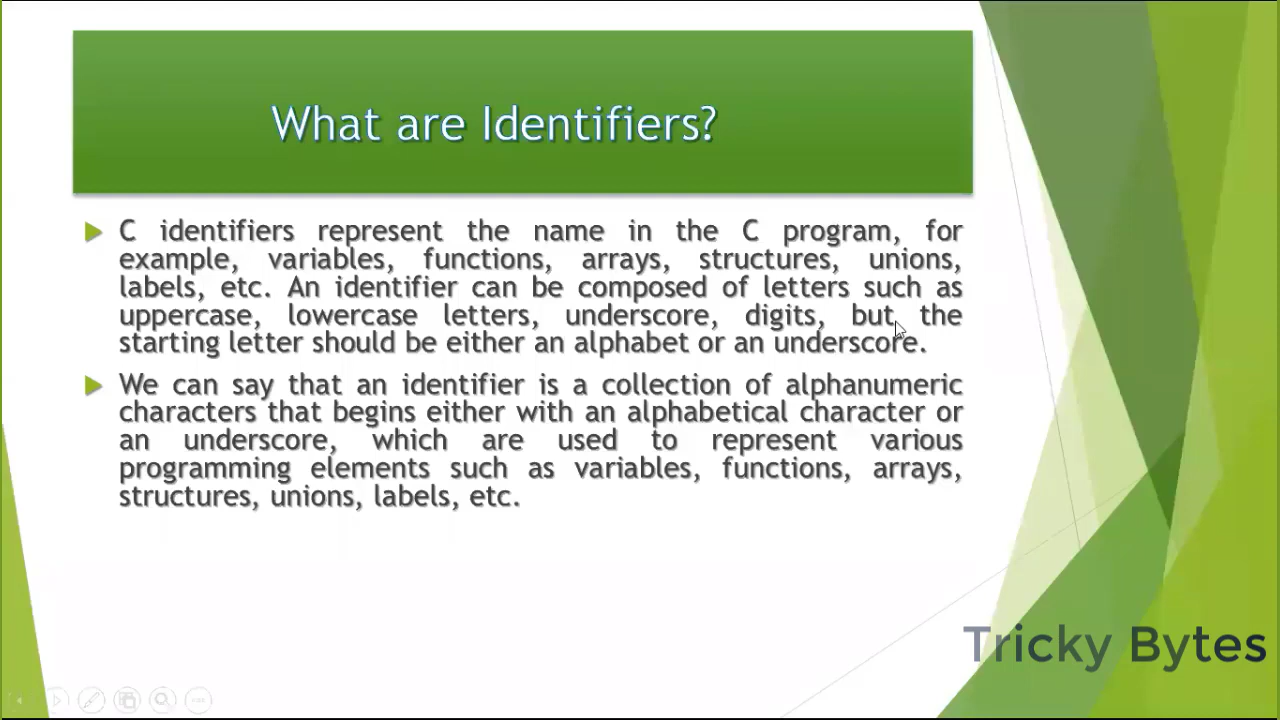 What are Identifiers?
C identifiers represent the name in the C program, for
example, variables, functions, arrays, structures, unions,
labels, etc. An identifier can be composed of letters such as
uppercase, lowercase letters, underscore, digits, but the
starting letter should be either an alphabet or an underscore.
We can say that an identifier is a collection of alphanumeric
characters that begins either with an alphabetical character or
an underscore, which are used to represent various
programming elements such as variables, functions, arrays,
structures, unions, labels, etc.
Tricky Bytes